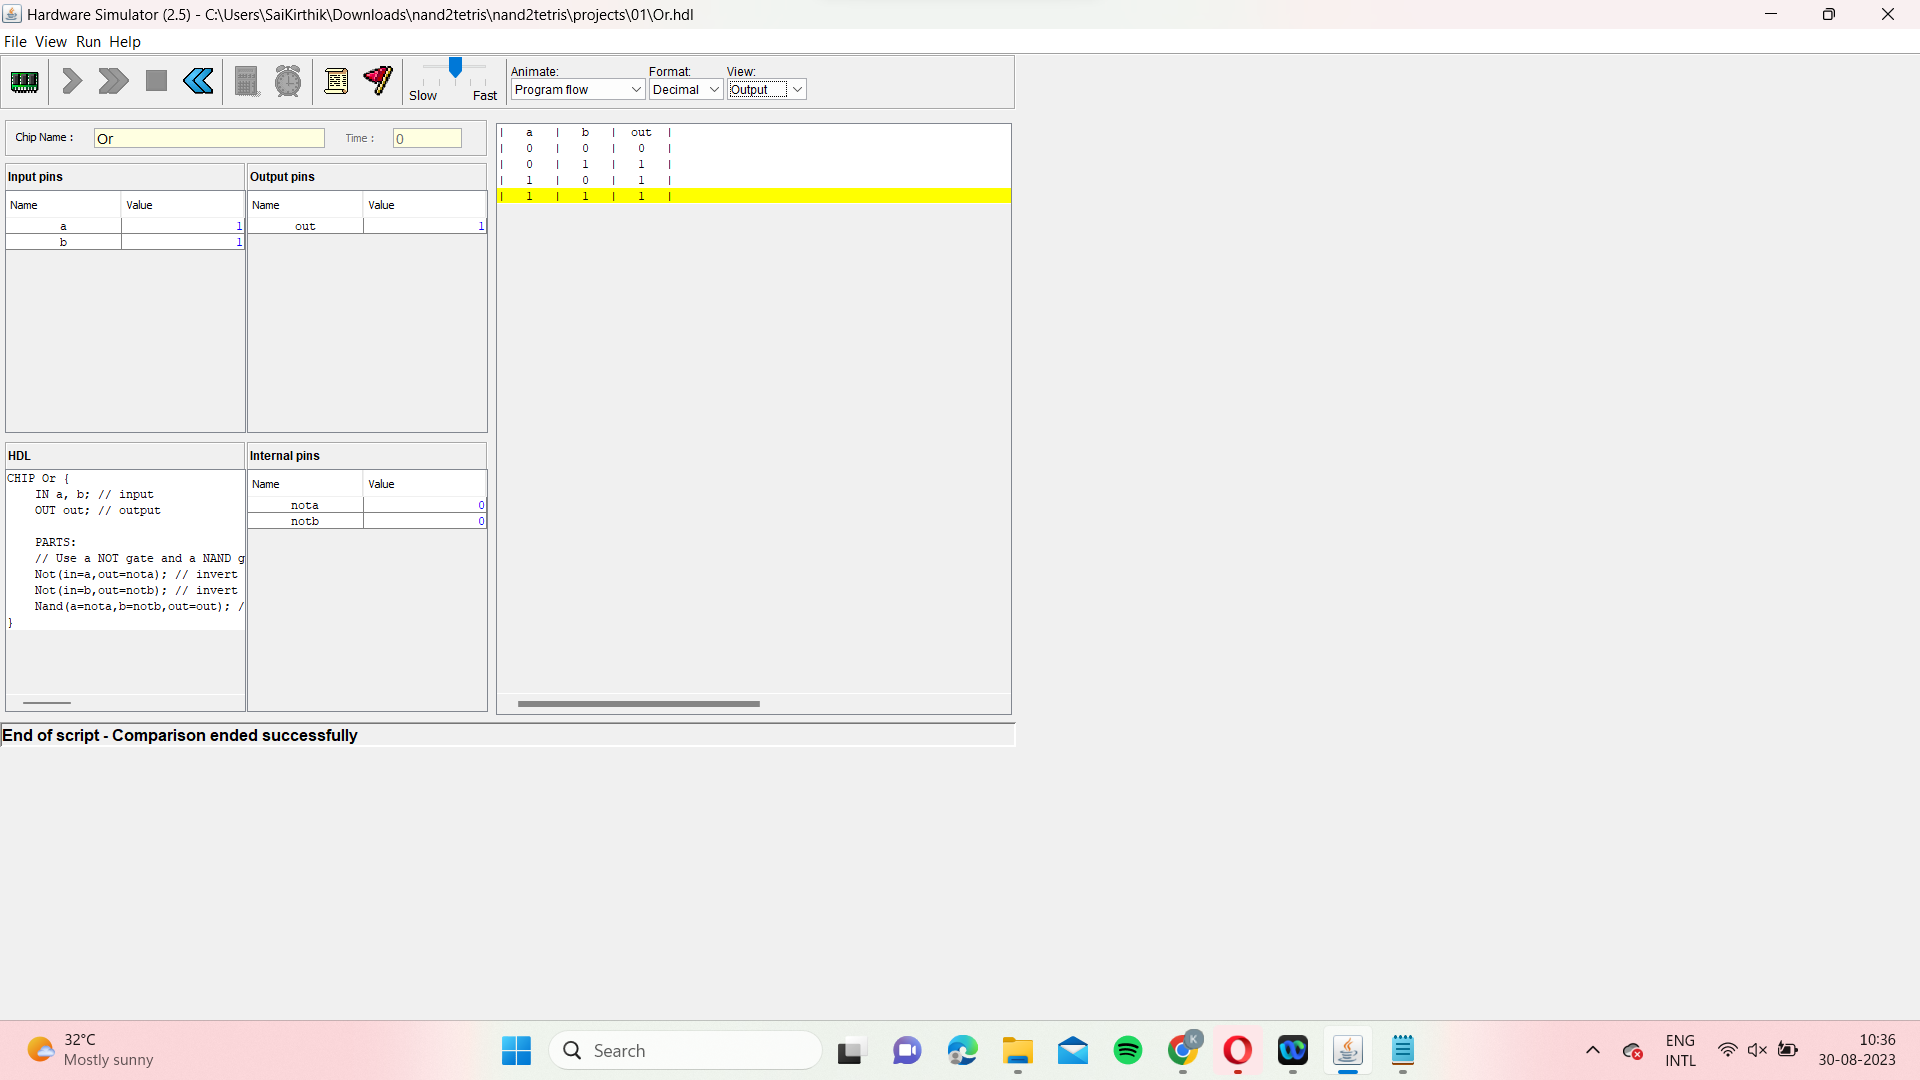 Hardware Simulator (2.5) - C:\Users\SaiKirthik\Downloads\nand2tetris\nand2tetris\projects\01\Or.hdl
File View Run Help
Animate: Format: View:
Program flow Decimal Output
Slow Fast
Chip Name : Or Time : 0
Input pins Output pins
Name Value Name Value
a 1 out 1
b 1
| a | b | out |
| 0 | 0 | 0 |
| 0 | 1 | 1 |
| 1 | 0 | 1 |
| 1 | 1 | 1 |
HDL
CHIP Or {
IN a, b; // input
OUT out; // output
PARTS:
// Use a NOT gate and a NAND g
Not(in=a,out=nota); // invert
Not(in=b,out=notb); // invert
Nand(a=nota,b=notb,out=out); /
}
Internal pins
Name Value
nota 0
notb 0
End of script - Comparison ended successfully
32°C
Mostly sunny
Search
K
ENG
INTL
10:36
30-08-2023